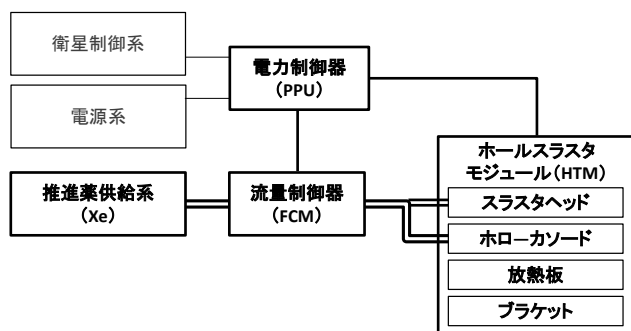 衛星制御系
電源系
電力制御器
（PPU）
推進薬供給系
（Xe）
流量制御器
（FCM）
ホールスラスタ
モジュール（HTM）
スラスタヘッド
ホローカソード
放熱板
ブラケット